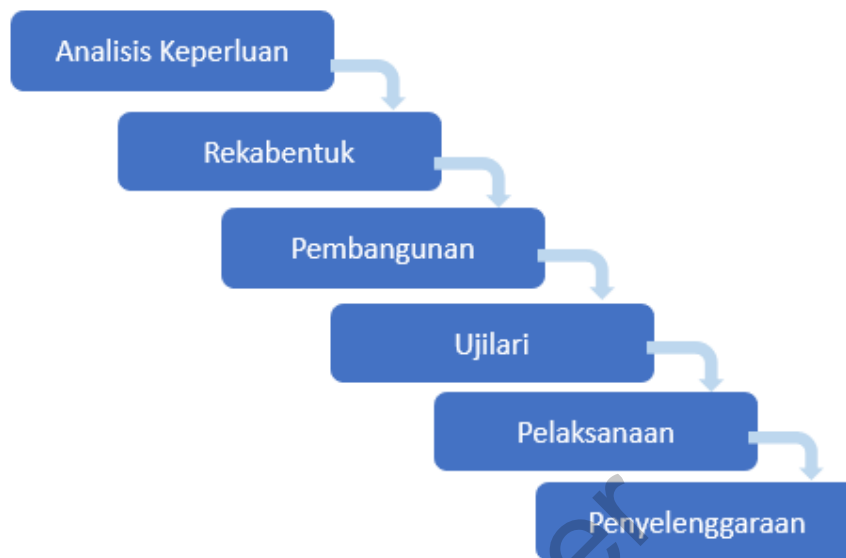 Analisis Keperluan
Rekabentuk
Pembangunan
Ujilari
Pelaksanaan
Penyelenggaraan